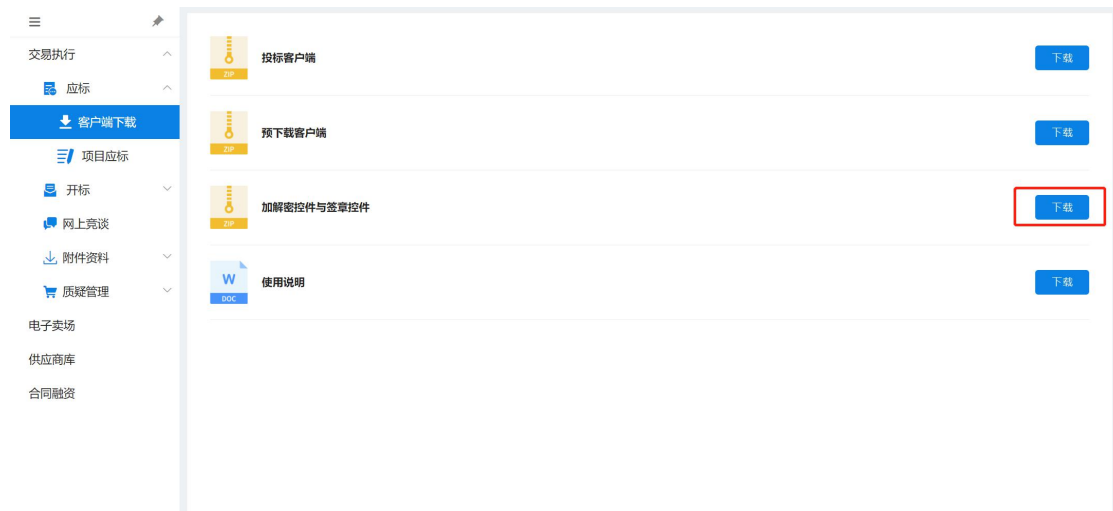 交易执行
应标
客户端下载
项目应标
开标
网上竞谈
附件资料
质疑管理
电子卖场
供应商库
合同融资
ZIP
投标客户端
下载
ZIP
预下载客户端
下载
ZIP
加解密控件与签章控件
下载
W
DOC
使用说明
下载